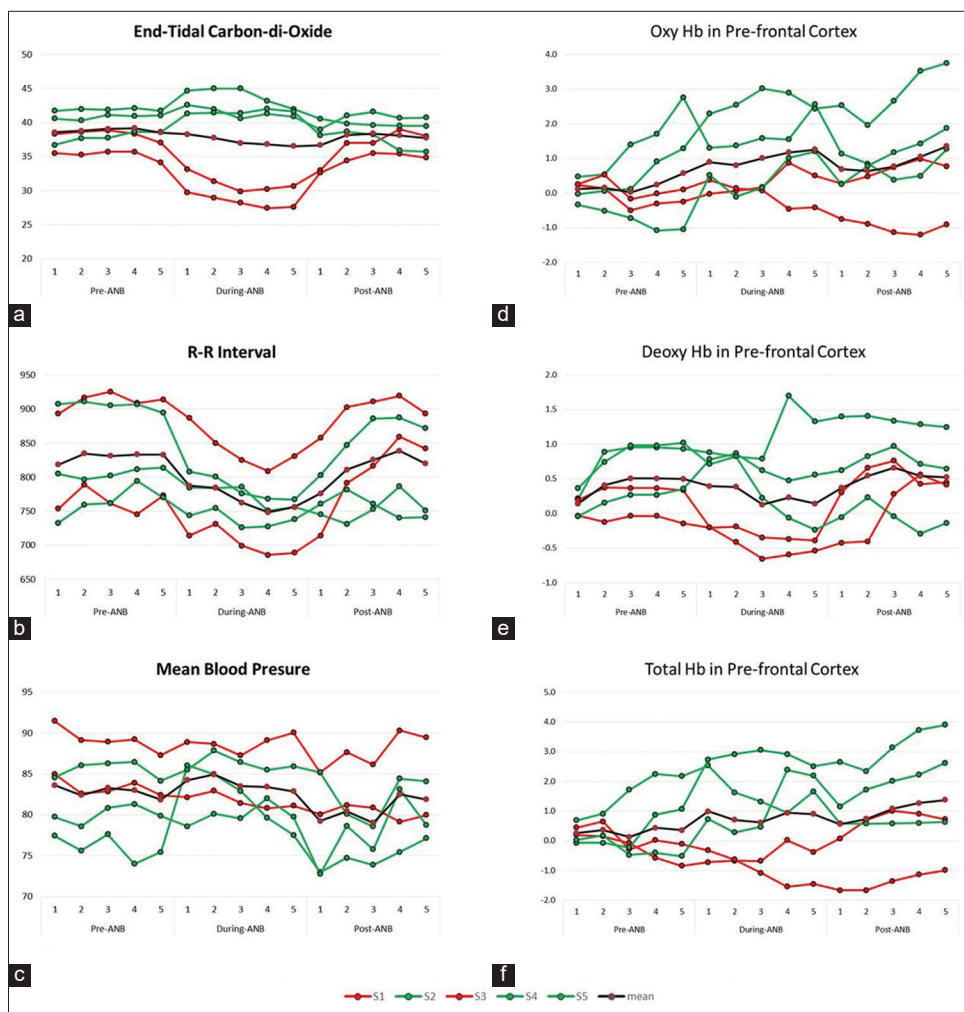 End-Tidal Carbon-di-Oxide
50
45
40
35
30
25
20
1 2 3 4 5 1 2 3 4 5 1 2 3 4 5
Pre-ANB During-ANB Post-ANB
a
R-R Interval
950
900
850
800
750
700
650
1 2 3 4 5 1 2 3 4 5 1 2 3 4 5
Pre-ANB During-ANB Post-ANB
b
Mean Blood Presure
95
90
85
80
75
70
1 2 3 4 5 1 2 3 4 5 1 2 3 4 5
Pre-ANB During-ANB Post-ANB
c
Oxy Hb in Pre-frontal Cortex
4.0
3.0
2.0
1.0
0.0
-1.0
-2.0
1 2 3 4 5 1 2 3 4 5 1 2 3 4 5
Pre-ANB During-ANB Post-ANB
d
Deoxy Hb in Pre-frontal Cortex
2.0
1.5
1.0
0.5
0.0
-0.5
-1.0
1 2 3 4 5 1 2 3 4 5 1 2 3 4 5
Pre-ANB During-ANB Post-ANB
e
Total Hb in Pre-frontal Cortex
5.0
4.0
3.0
2.0
1.0
0.0
-1.0
-2.0
1 2 3 4 5 1 2 3 4 5 1 2 3 4 5
Pre-ANB During-ANB Post-ANB
f
S1 S2 S3 S4 S5 mean